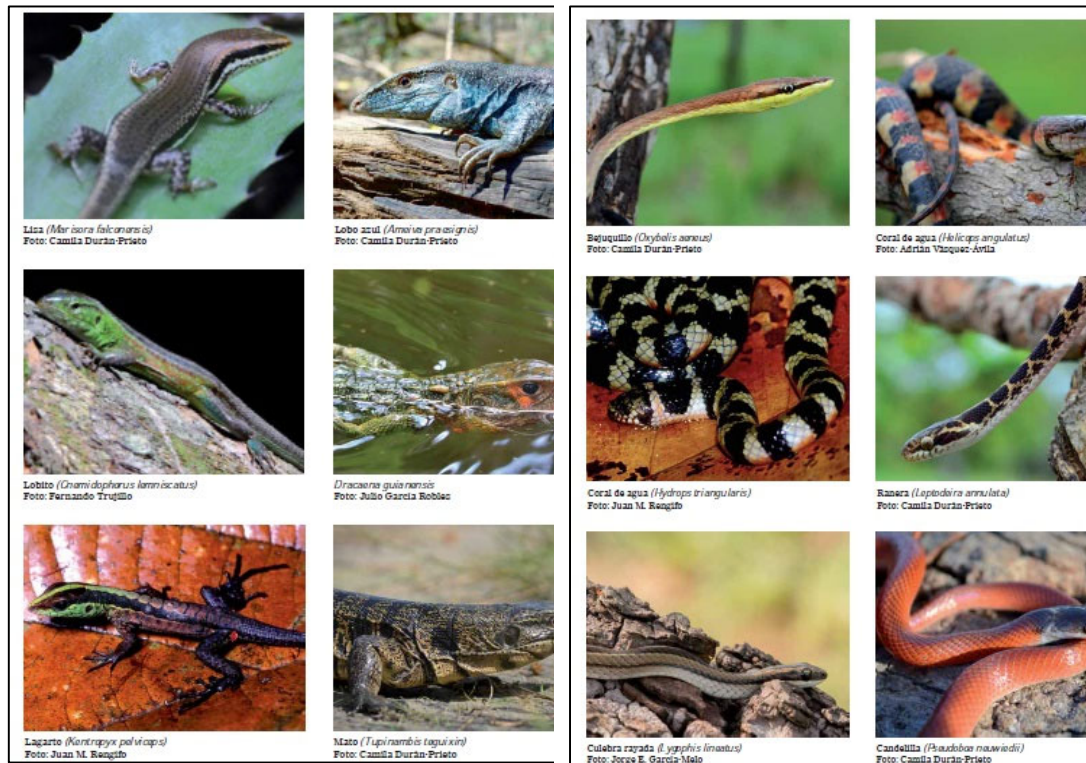 Lisa (Marisora falconensis)
Foto: Camila Durán-Prieto
Lobo azul (Ameiva praesignis)
Foto: Camila Durán-Prieto
Lobito (Cnemidophorus lemniscatus)
Foto: Fernando Trujillo
Dracaena guianensis
Foto: Julio García Robles
Lagarto (Kentropyx pelviceps)
Foto: Juan M. Rengifo
Mato (Tupinambis teguixin)
Foto: Camila Durán-Prieto
Bejuquillo (Oxybelis aeneus)
Foto: Camila Durán-Prieto
Coral de agua (Helicops angulatus)
Foto: Adrián Vásquez-Ávila
Coral de agua (Hydrops triangularis)
Foto: Juan M. Rengifo
Ranera (Leptodeira annulata)
Foto: Camila Durán-Prieto
Culebra rayada (Lygophis lineatus)
Foto: Jorge E. García-Melo
Candelilla (Pseudoboa neuwiedii)
Foto: Camila Durán-Prieto